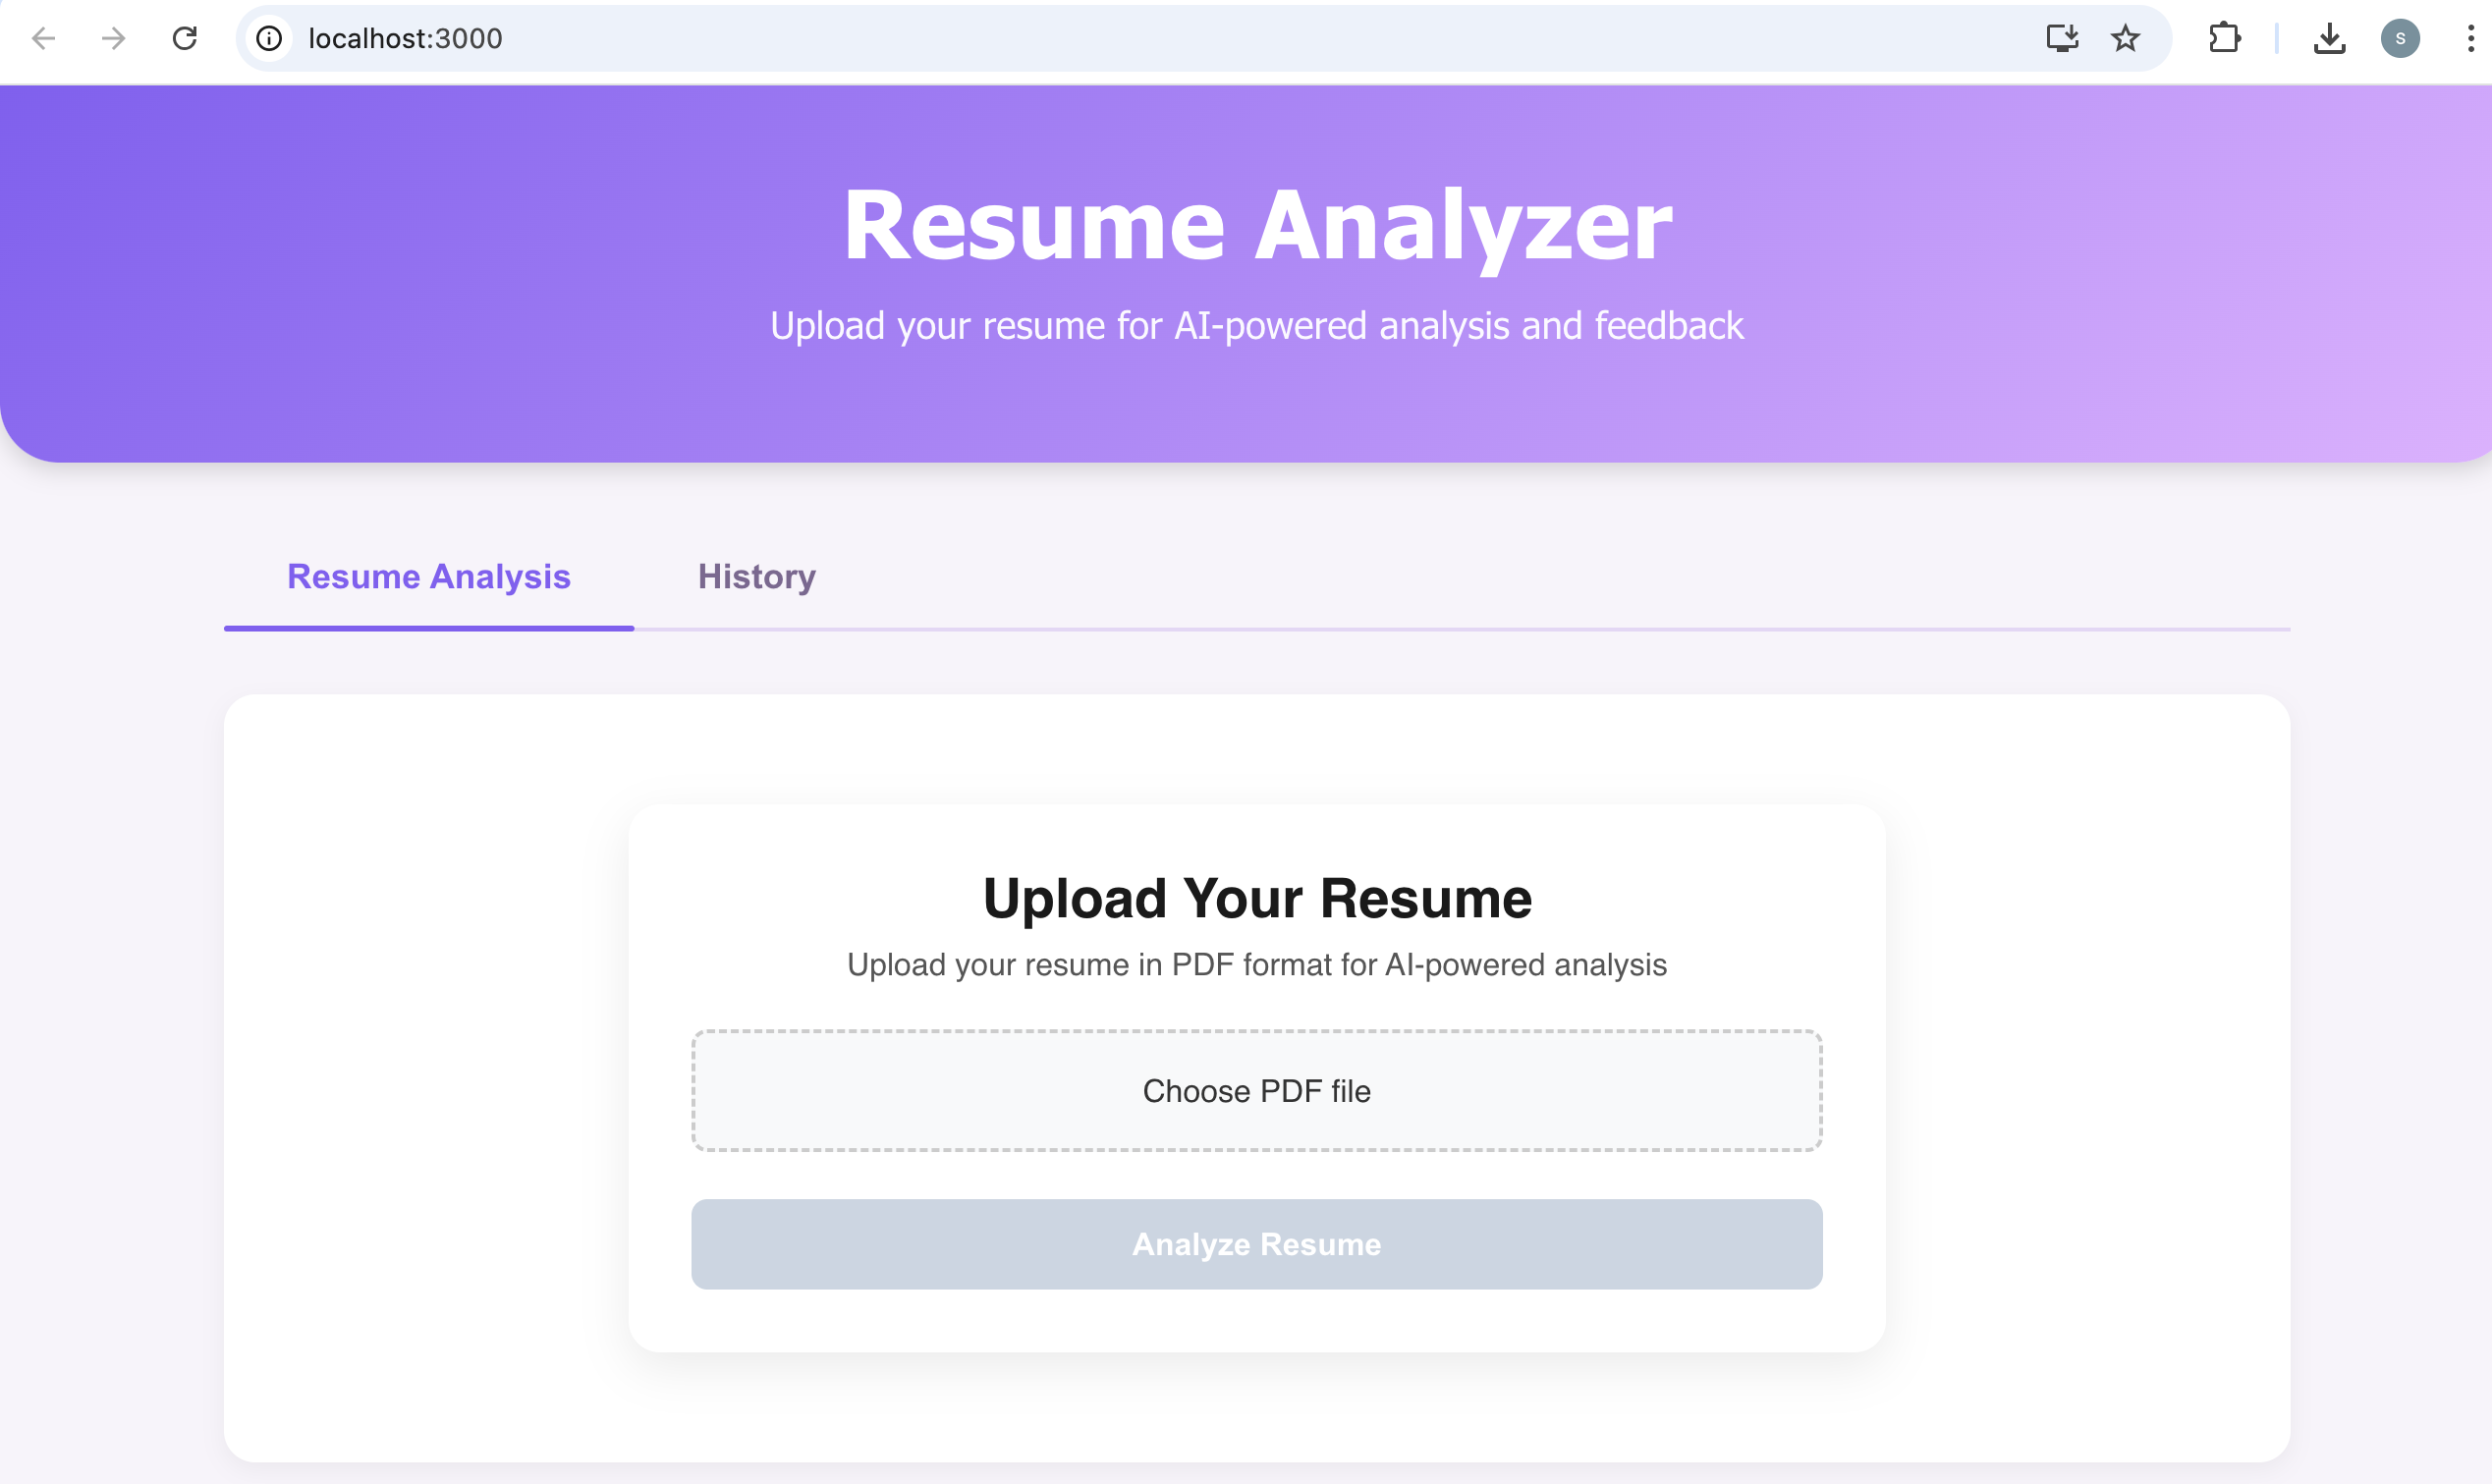 localhost:3000
S
Resume Analyzer
Upload your resume for AI-powered analysis and feedback
Resume Analysis
History
Upload Your Resume
Upload your resume in PDF format for AI-powered analysis
Choose PDF file
Analyze Resume